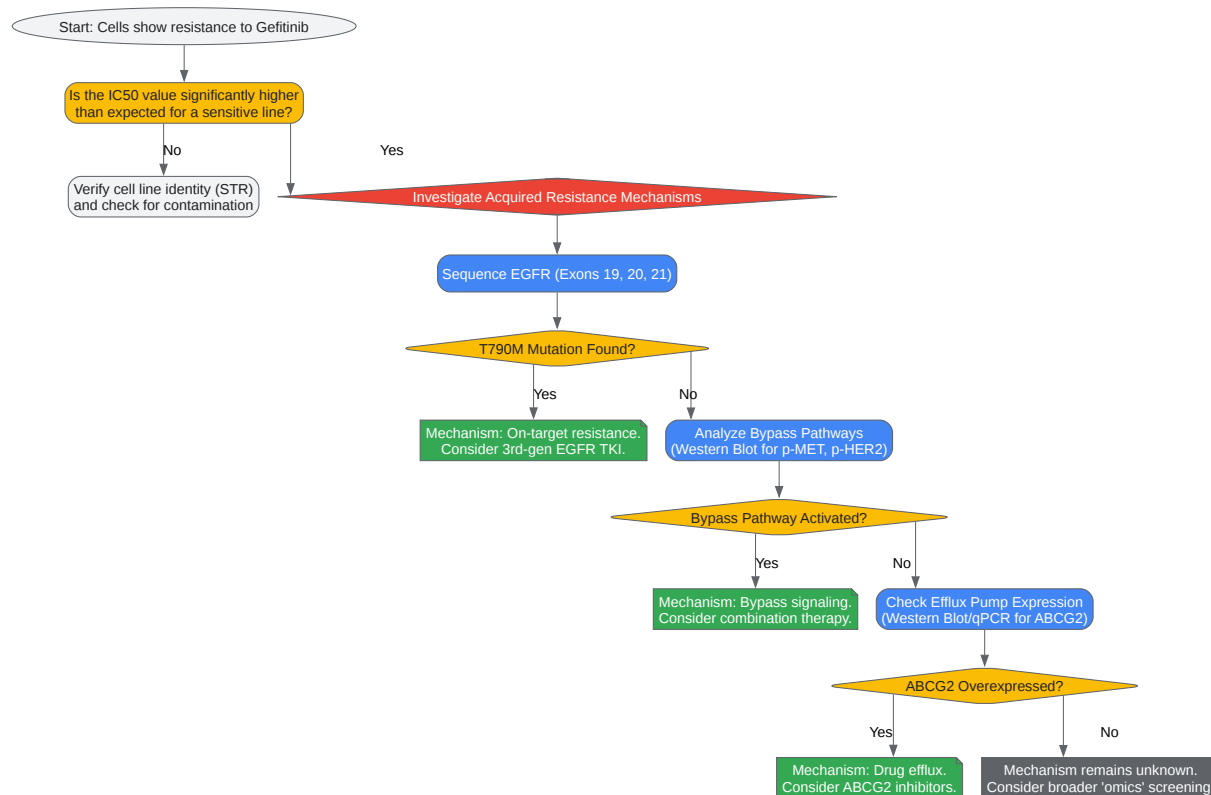 Start: Cells show resistance to Gefitinib
Is the IC50 value significantly higher
than expected for a sensitive line?
No
Yes
Verify cell line identity (STR)
and check for contamination
Investigate Acquired Resistance Mechanisms
Sequence EGFR (Exons 19, 20, 21)
T790M Mutation Found?
Yes
No
Mechanism: On-target resistance.
Consider 3rd-gen EGFR TKI.
Analyze Bypass Pathways
(Western Blot for p-MET, p-HER2)
Bypass Pathway Activated?
Yes
No
Mechanism: Bypass signaling.
Consider combination therapy.
Check Efflux Pump Expression
(Western Blot/qPCR for ABCG2)
ABCG2 Overexpressed?
Yes
No
Mechanism: Drug efflux.
Consider ABCG2 inhibitors.
Mechanism remains unknown.
Consider broader 'omics' screening